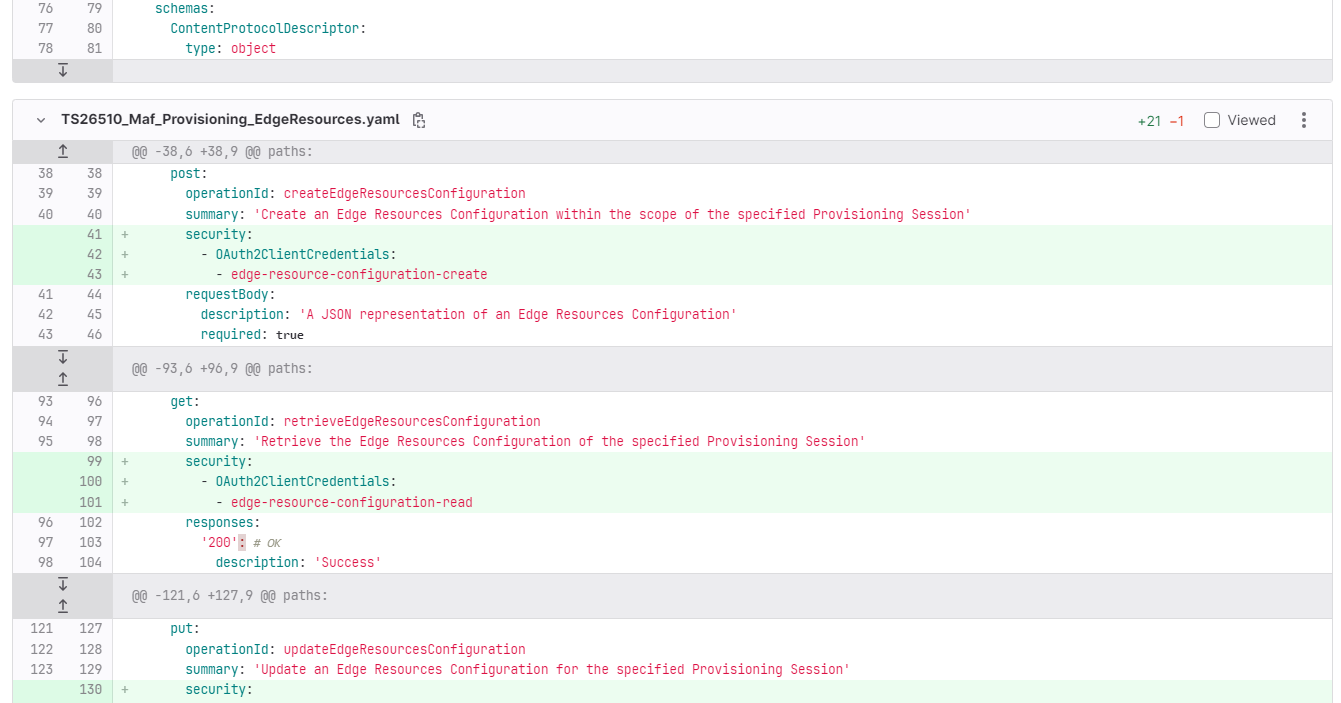 76 79 schemas:
77 80 ContentProtocolDescriptor:
78 81 type: object
TS26510_Maf_Provisioning_EdgeResources.yaml +21 −1 Viewed
@@ -38,6 +38,9 @@ paths:
38 38 post:
39 39 operationId: createEdgeResourcesConfiguration
40 40 summary: 'Create an Edge Resources Configuration within the scope of the specified Provisioning Session'
41 + security:
42 + - OAuth2ClientCredentials:
43 + - edge-resource-configuration-create
41 44 requestBody:
42 45 description: 'A JSON representation of an Edge Resources Configuration'
43 46 required: true
@@ -93,6 +96,9 @@ paths:
93 96 get:
94 97 operationId: retrieveEdgeResourcesConfiguration
95 98 summary: 'Retrieve the Edge Resources Configuration of the specified Provisioning Session'
99 + security:
100 + - OAuth2ClientCredentials:
101 + - edge-resource-configuration-read
96 102 responses:
97 103 '200': # OK
98 104 description: 'Success'
@@ -121,6 +127,9 @@ paths:
121 127 put:
122 128 operationId: updateEdgeResourcesConfiguration
123 129 summary: 'Update an Edge Resources Configuration for the specified Provisioning Session'
130 + security: